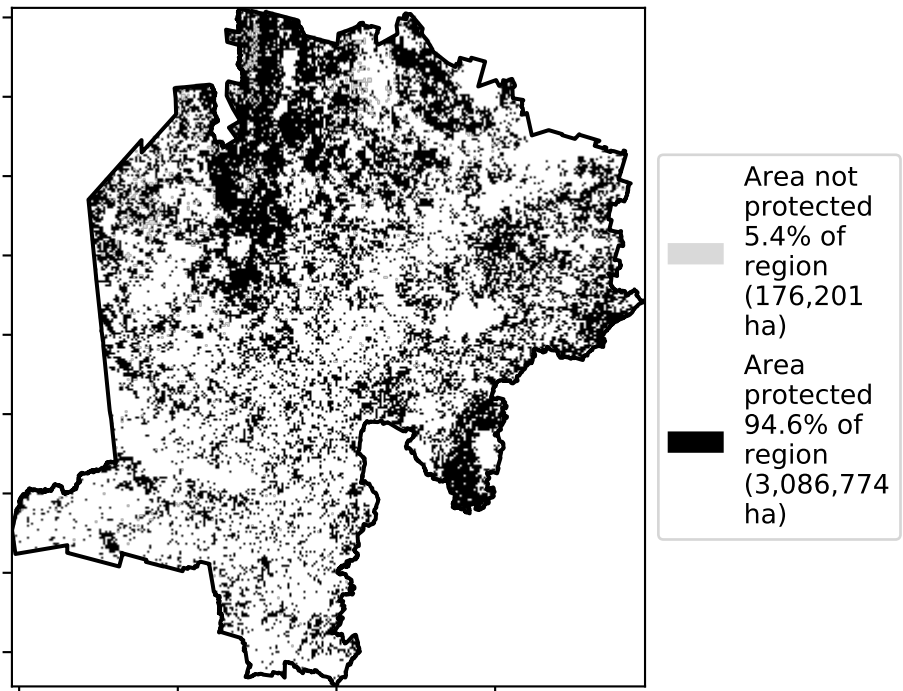 Area not
protected
5.4% of
region
(176,201
ha)
Area
protected
94.6% of
region
(3,086,774
ha)